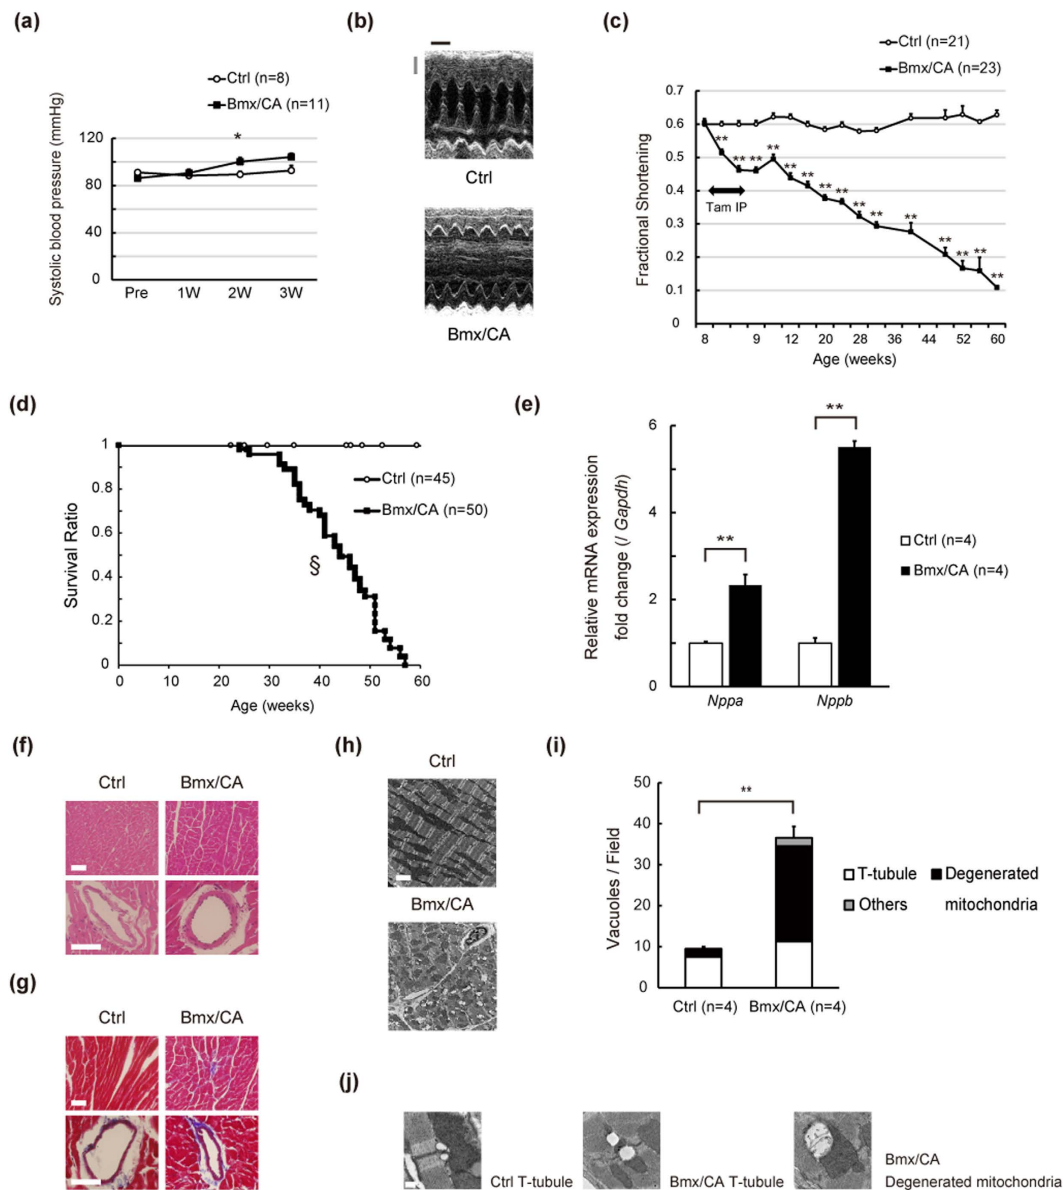 (a)
Ctrl (n=8)
Bmx/CA (n=11)
Systolic blood pressure (mmHg)
120
80
40
0
*
Pre 1W 2W 3W
(b)
Ctrl
Bmx/CA
(c)
Ctrl (n=21)
Bmx/CA (n=23)
Fractional Shortening
0.7
0.6
0.5
0.4
0.3
0.2
0.1
0
** ** ** ** ** ** ** ** ** ** ** ** ** ** **
Tam IP
8 9 12 20 28 36 44 52 60
Age (weeks)
(d)
Survival Ratio
1
0.8
0.6
0.4
0.2
0
Ctrl (n=45)
Bmx/CA (n=50)
§
0 10 20 30 40 50 60
Age (weeks)
(e)
Relative mRNA expression
fold change (/ Gapdh)
6
4
2
0
**
**
Ctrl (n=4)
Bmx/CA (n=4)
Nppa Nppb
(f)
Ctrl Bmx/CA
(g)
Ctrl Bmx/CA
(h)
Ctrl
Bmx/CA
(i)
Vacuoles / Field
50
40
30
20
10
0
**
T-tubule Degenerated
Others mitochondria
Ctrl (n=4) Bmx/CA (n=4)
(j)
Ctrl T-tubule
Bmx/CA T-tubule
Bmx/CA
Degenerated mitochondria